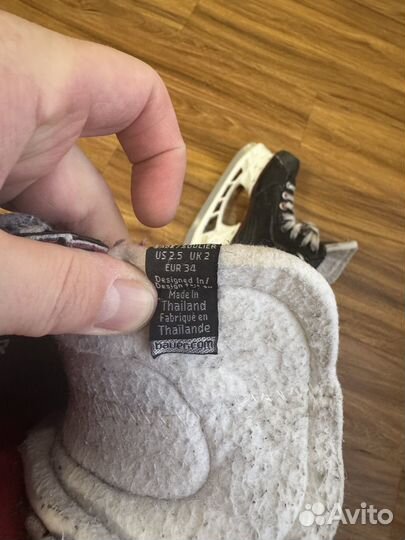 US 2.5 UK 2
EUR 34
Designed In/
Made in
Thailand
Fabriqué en
Thaïlande
bauer.com
Avito